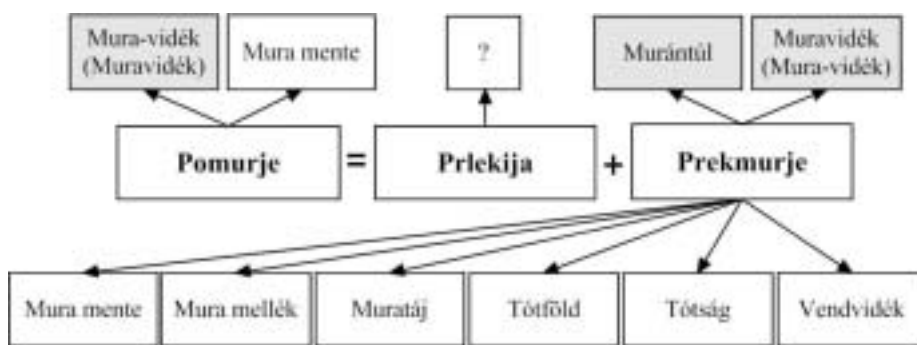 Mura-vidék
(Muravidék)
Mura mente
?
Murántúl
Muravidék
(Mura-vidék)
Pomurje
=
Prlekija
+
Prekmurje
Mura mente
Mura mellék
Muratáj
Tótföld
Tótság
Vendvidék